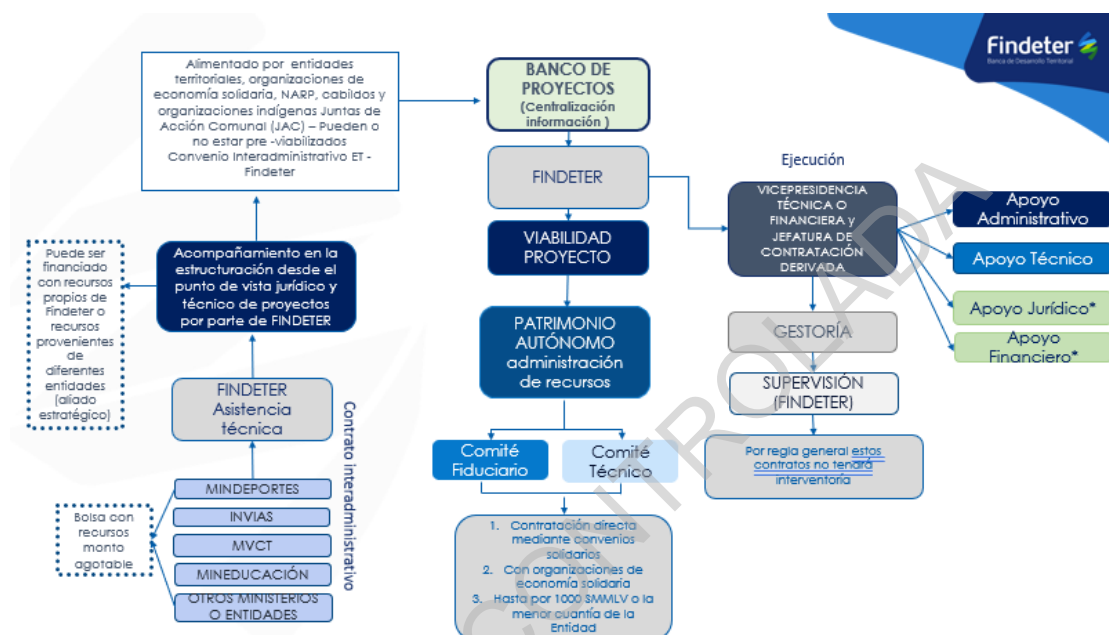 Findeter
Banca de Desarrollo Territorial
Alimentado por entidades
territoriales, organizaciones de
economía solidaria, NARP, cabildos y
organizaciones indígenas Juntas de
Acción Comunal (JAC) – Pueden o
no estar pre -viabilizados
Convenio Interadministrativo ET -
Findeter
BANCO DE
PROYECTOS
(Centralización
información )
FINDETER
VIABILIDAD
PROYECTO
PATRIMONIO
AUTÓNOMO
administración
de recursos
Comité
Fiduciario
Comité
Técnico
1. Contratación directa
mediante convenios
solidarios
2. Con organizaciones de
economía solidaria
3. Hasta por 1000 SMMLV o la
menor cuantía de la
Entidad
Puede ser
financiado
con recursos
propios de
Findeter o
recursos
provenientes
de
diferentes
entidades
(aliado
estratégico)
Acompañamiento en la
estructuración desde el
punto de vista jurídico y
técnico de proyectos
por parte de FINDETER
FINDETER
Asistencia
técnica
Contrato interadministrativo
MINDEPORTES
INVIAS
MVCT
MINEDUCACIÓN
OTROS MINISTERIOS
O ENTIDADES
Bolsa con
recursos
monto
agotable
Ejecución
VICEPRESIDENCIA
TÉCNICA O
FINANCIERA y
JEFATURA DE
CONTRATACIÓN
DERIVADA
GESTORÍA
SUPERVISIÓN
(FINDETER)
Por regla general estos
contratos no tendrá
interventoría
Apoyo
Administrativo
Apoyo Técnico
Apoyo Jurídico*
Apoyo
Financiero*
CONTROLADA